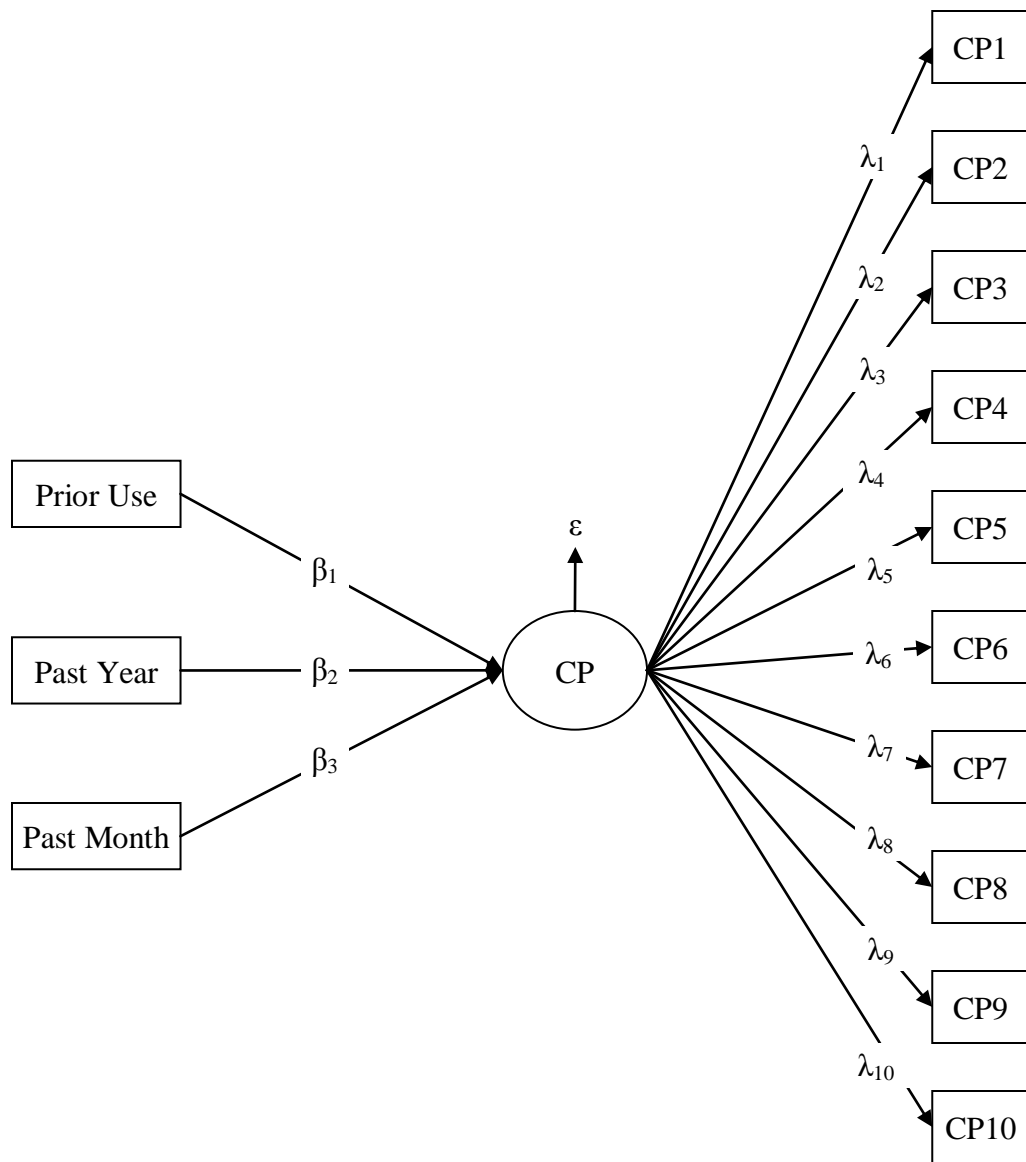 CP1
λ₁
CP2
λ₂
CP3
λ₃
CP4
λ₄
Prior Use
CP5
ε
β₁
λ₅
Past Year
β₂
CP
λ₆
CP6
β₃
λ₇
CP7
Past Month
λ₈
CP8
λ₉
CP9
λ₁₀
CP10